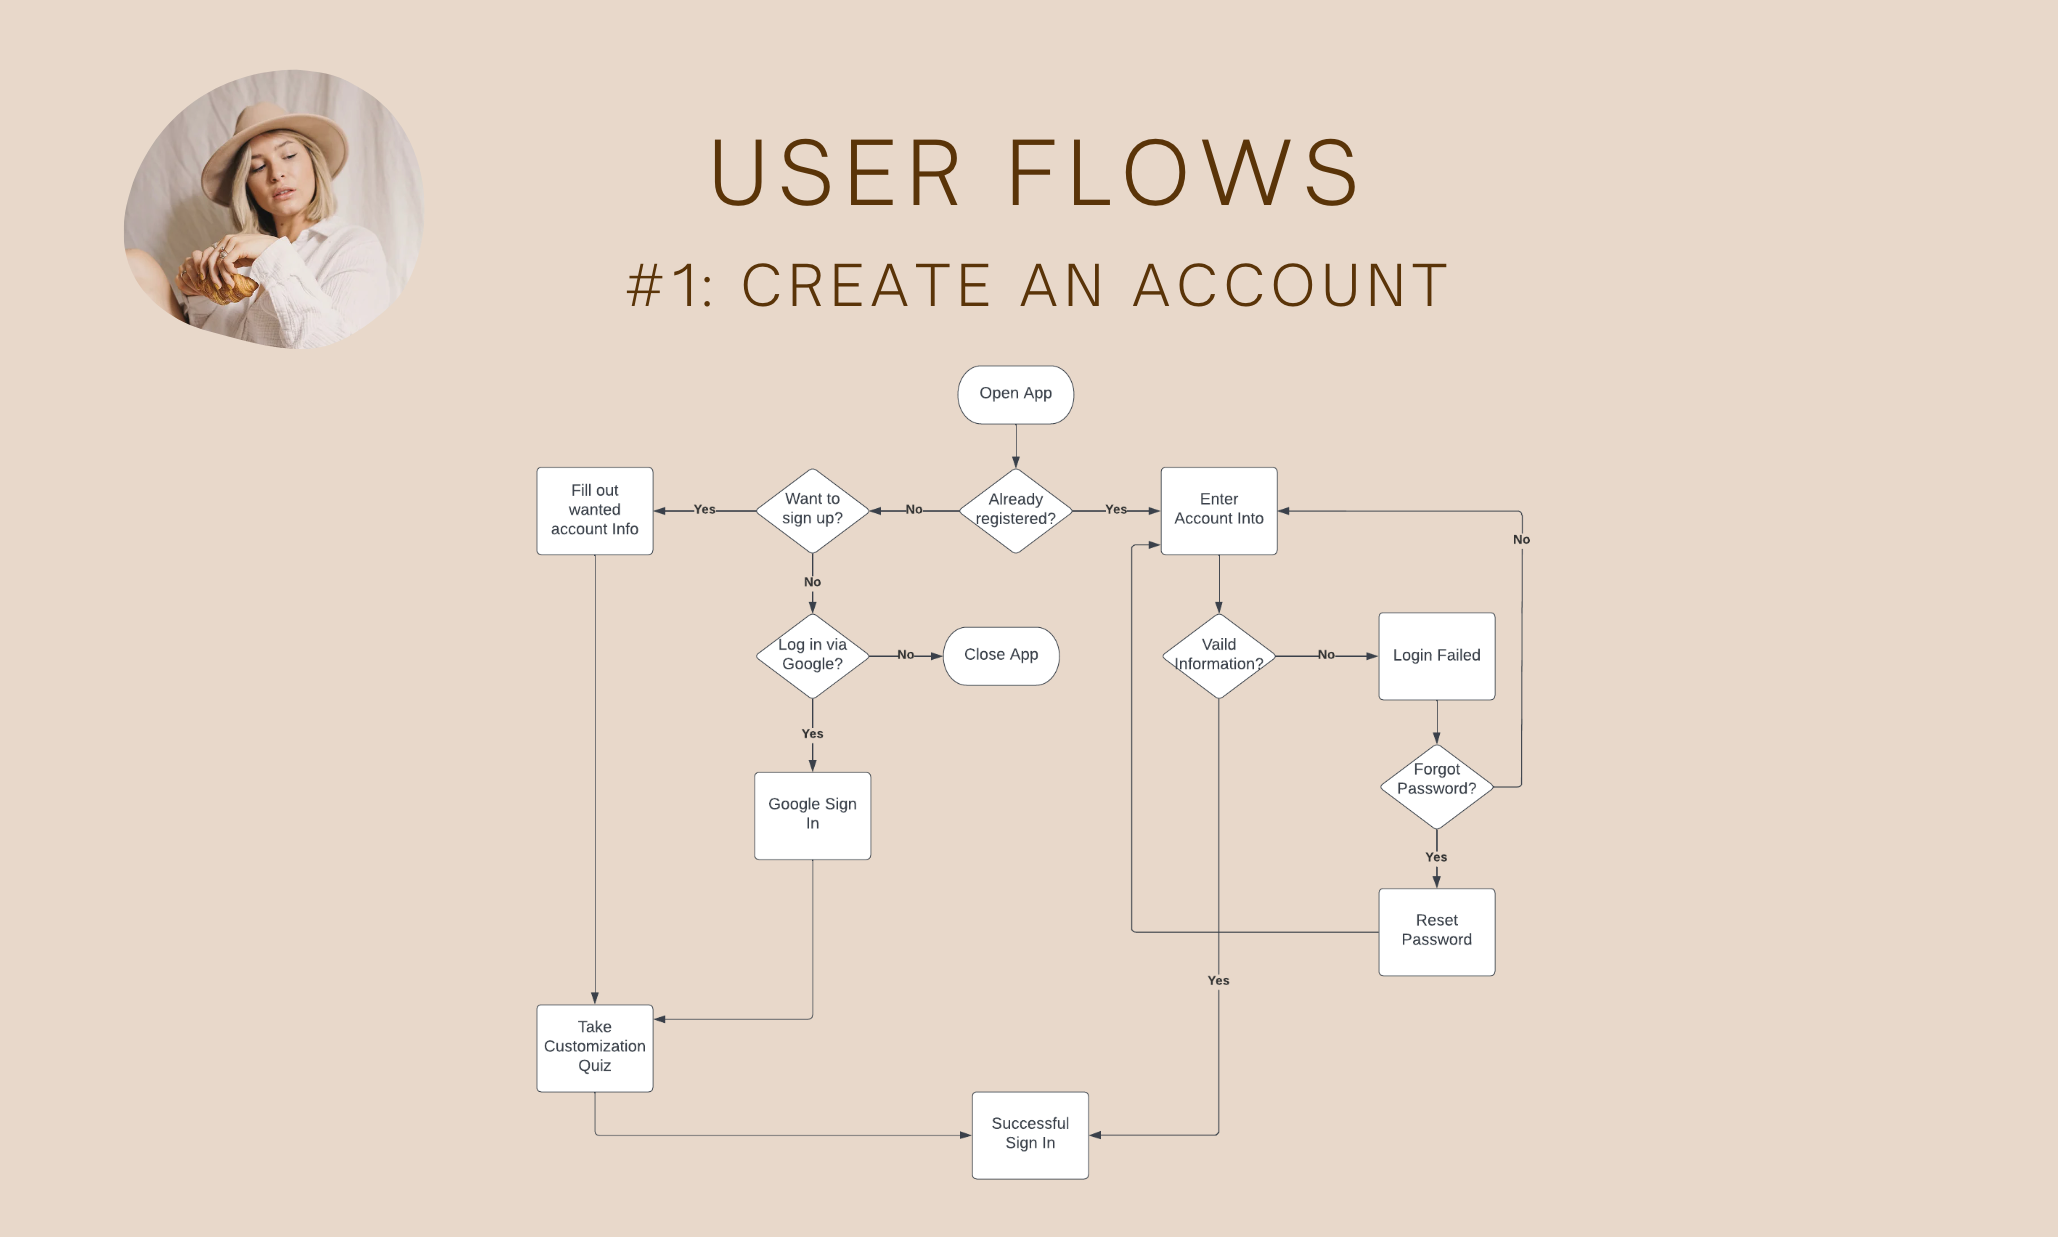 USER FLOWS
#1: CREATE AN ACCOUNT
Open App
Fill out
wanted
account Info
Yes
Want to
sign up?
No
Already
registered?
Yes
Enter
Account Into
No
No
Log in via
Google?
No
Close App
Vaild
Information?
No
Login Failed
Yes
Forgot
Password?
Google Sign
In
Yes
Reset
Password
Yes
Take
Customization
Quiz
Successful
Sign In